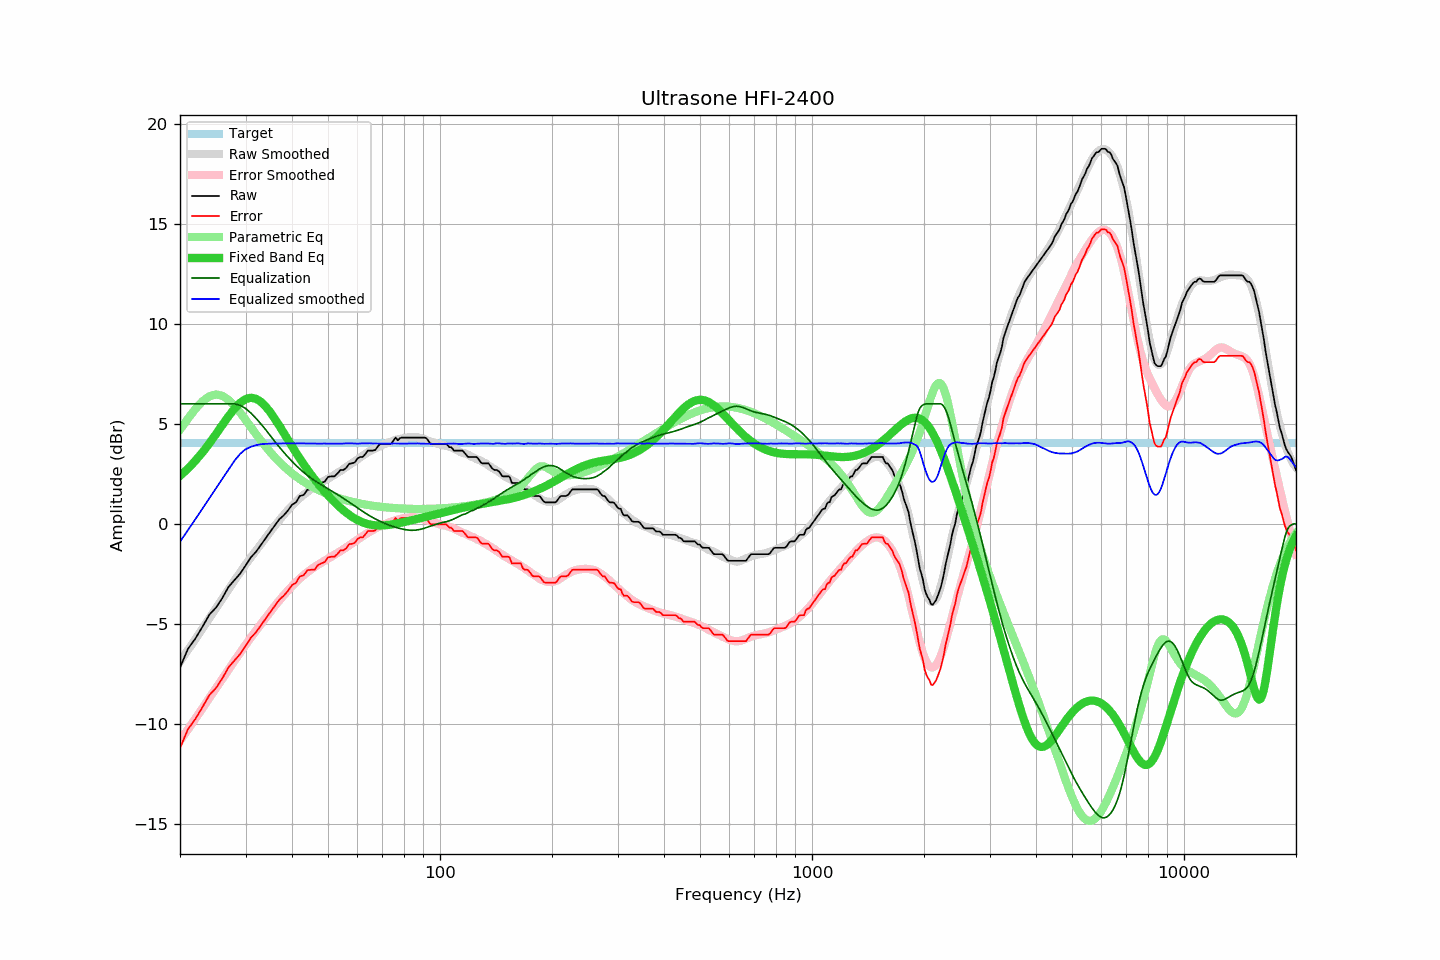 Ultrasone HFI-2400
20
15
10
5
0
−5
−10
−15
Amplitude (dBr)
Target
Raw Smoothed
Error Smoothed
Raw
Error
Parametric Eq
Fixed Band Eq
Equalization
Equalized smoothed
100
1000
10000
Frequency (Hz)